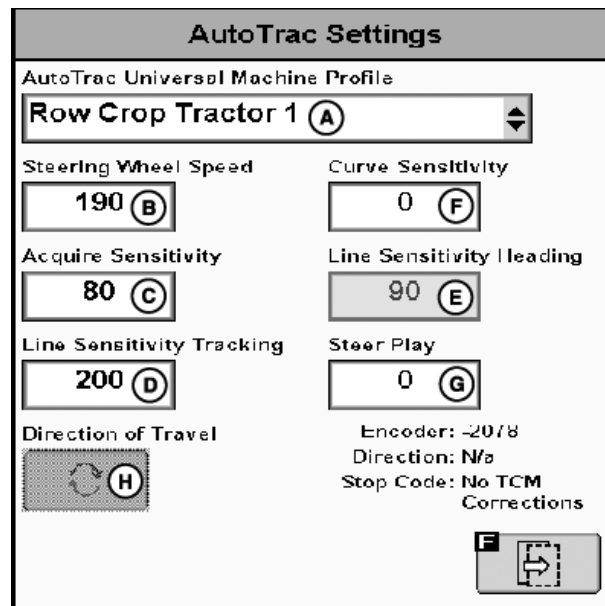 AutoTrac Settings
AutoTrac Universal Machine Profile
Row Crop Tractor 1 A
Steering Wheel Speed
190 B
Curve Sensitivity
0 F
Acquire Sensitivity
80 C
Line Sensitivity Heading
90 E
Line Sensitivity Tracking
200 D
Steer Play
0 G
Direction of Travel
H
Encoder: -2078
Direction: N/a
Stop Code: No TCM
Corrections
F